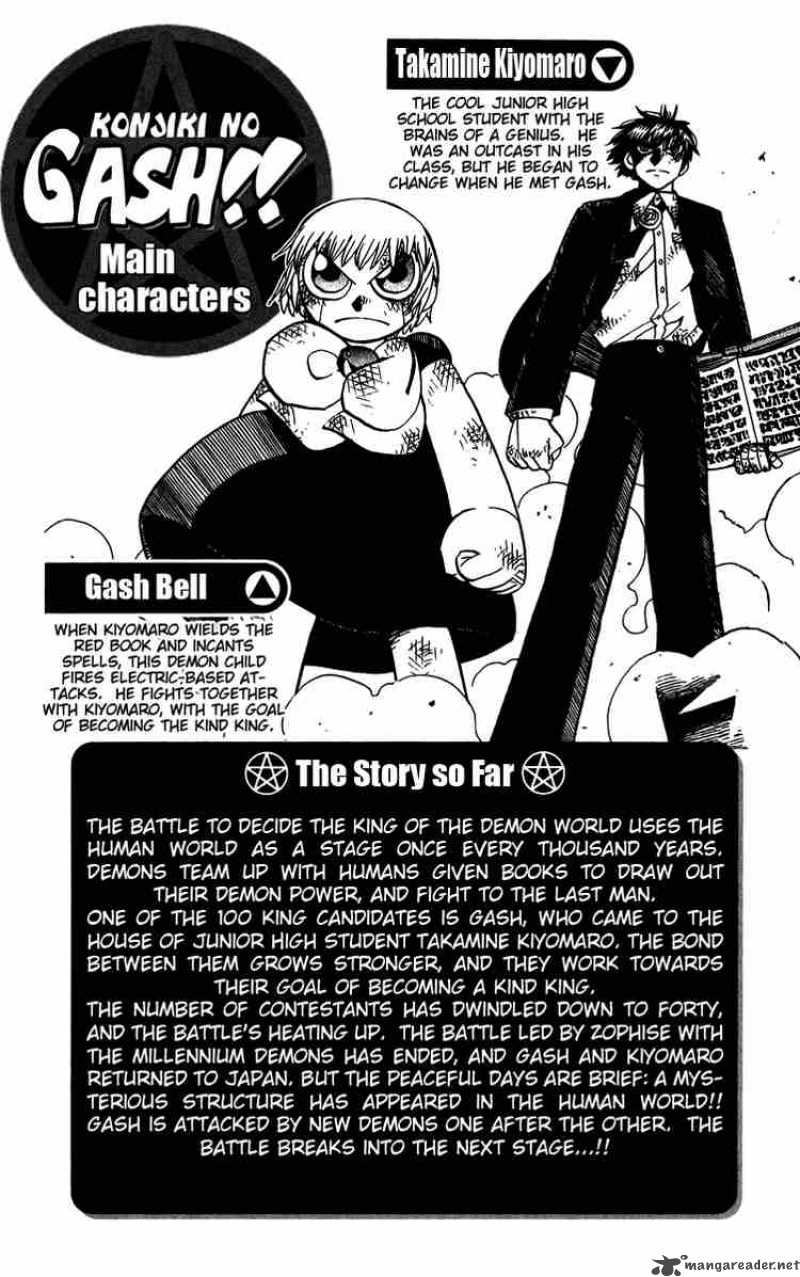 KONJIKI NO
GASH!!
Main
characters
Takamine Kiyomaro
THE COOL JUNIOR HIGH
SCHOOL STUDENT WITH THE
BRAINS OF A GENIUS. HE
WAS AN OUTCAST IN HIS
CLASS, BUT HE BEGAN TO
CHANGE WHEN HE MET GASH.
Gash Bell
WHEN KIYOMARO WIELDS THE
RED BOOK AND INCANTS
SPELLS, THIS DEMON CHILD
FIRES ELECTRIC-BASED AT-
TACKS. HE FIGHTS TOGETHER
WITH KIYOMARO, WITH THE GOAL
OF BECOMING THE KIND KING.
The Story so Far
THE BATTLE TO DECIDE THE KING OF THE DEMON WORLD USES THE
HUMAN WORLD AS A STAGE ONCE EVERY THOUSAND YEARS.
DEMONS TEAM UP WITH HUMANS GIVEN BOOKS TO DRAW OUT
THEIR DEMON POWER, AND FIGHT TO THE LAST MAN.
ONE OF THE 100 KING CANDIDATES IS GASH, WHO CAME TO THE
HOUSE OF JUNIOR HIGH STUDENT TAKAMINE KIYOMARO. THE BOND
BETWEEN THEM GROWS STRONGER, AND THEY WORK TOWARDS
THEIR GOAL OF BECOMING A KIND KING.
THE NUMBER OF CONTESTANTS HAS DWINDLED DOWN TO FORTY,
AND THE BATTLE'S HEATING UP. THE BATTLE LED BY ZOPHISE WITH
THE MILLENNIUM DEMONS HAS ENDED, AND GASH AND KIYOMARO
RETURNED TO JAPAN. BUT THE PEACEFUL DAYS ARE BRIEF: A MYS-
TERIOUS STRUCTURE HAS APPEARED IN THE HUMAN WORLD!!
GASH IS ATTACKED BY NEW DEMONS ONE AFTER THE OTHER. THE
BATTLE BREAKS INTO THE NEXT STAGE...!!
mangareader.net